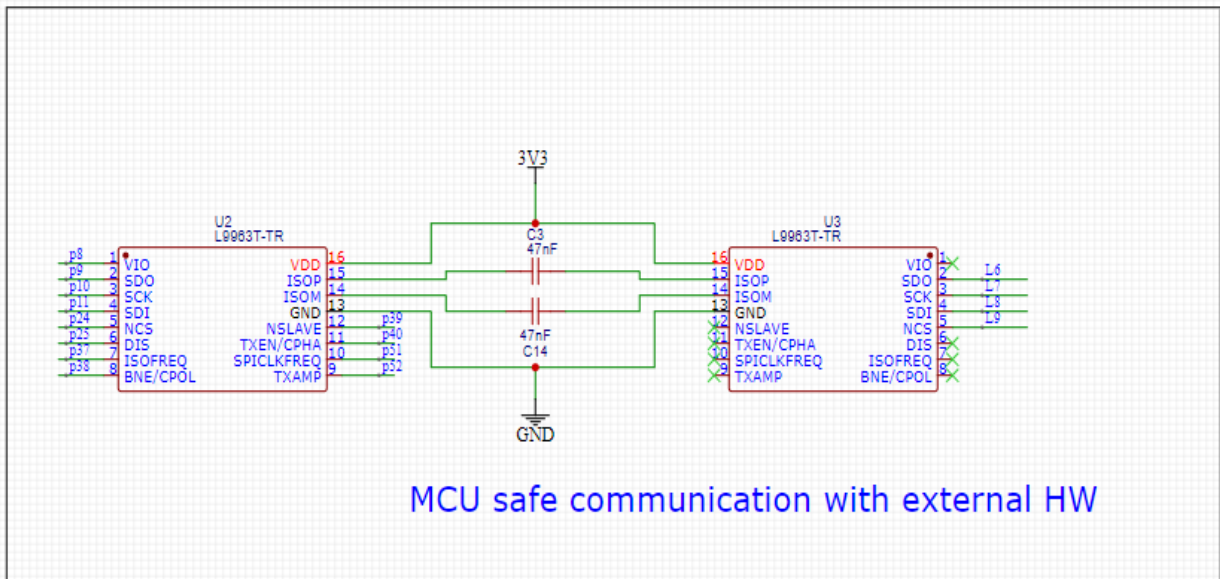 3V3
U2
L9963T-TR
C3
47nF
U3
L9963T-TR
p8 1 VIO VDD 16
p9 2 SDO ISOP 15
p10 3 SCK ISOM 14
p11 4 SDI GND 13
p24 5 NCS NSLAVE 12 p39
p25 6 DIS TXEN/CPHA 11 p40
p37 7 ISOFREQ SPICLKFREQ 10 p31
p38 8 BNE/CPOL TXAMP 9 p32
47nF
C14
16 VDD VIO 1
15 ISOP SDO 2 L6
14 ISOM SCK 3 L7
13 GND SDI 4 L8
12 NSLAVE NCS 5 L9
11 TXEN/CPHA DIS 6
10 SPICLKFREQ ISOFREQ 7
9 TXAMP BNE/CPOL 8
GND
MCU safe communication with external HW